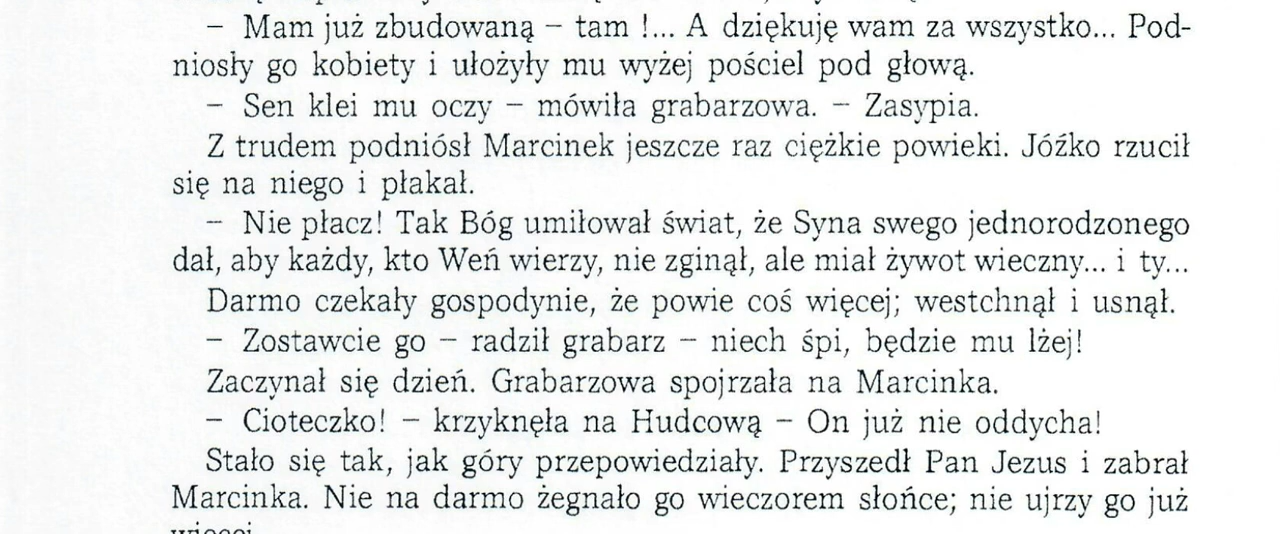 – Mam już zbudowaną – tam !... A dziękuję wam za wszystko... Pod-
niosły go kobiety i ułożyły mu wyżej pościel pod głową.
– Sen klei mu oczy – mówiła grabarzowa. – Zasypia.
Z trudem podniósł Marcinek jeszcze raz ciężkie powieki. Jóźko rzucił
się na niego i płakał.
– Nie płacz! Tak Bóg umiłował świat, że Syna swego jednorodzonego
dał, aby każdy, kto Weń wierzy, nie zginął, ale miał żywot wieczny... i ty...
Darmo czekały gospodynie, że powie coś więcej; westchnął i usnął.
– Zostawcie go – radził grabarz – niech śpi, będzie mu lżej!
Zaczynał się dzień. Grabarzowa spojrzała na Marcinka.
– Cioteczko! – krzyknęła na Hudcową – On już nie oddycha!
Stało się tak, jak góry przepowiedziały. Przyszedł Pan Jezus i zabrał
Marcinka. Nie na darmo żegnało go wieczorem słońce; nie ujrzy go już